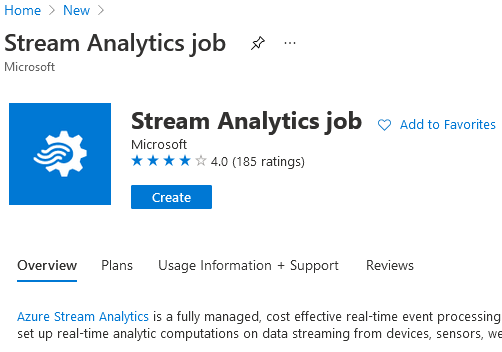 Home > New >
Stream Analytics job
Microsoft
Stream Analytics job
Add to Favorites
Microsoft
4.0 (185 ratings)
Create
Overview Plans Usage Information + Support Reviews
Azure Stream Analytics is a fully managed, cost effective real-time event processing
set up real-time analytic computations on data streaming from devices, sensors,